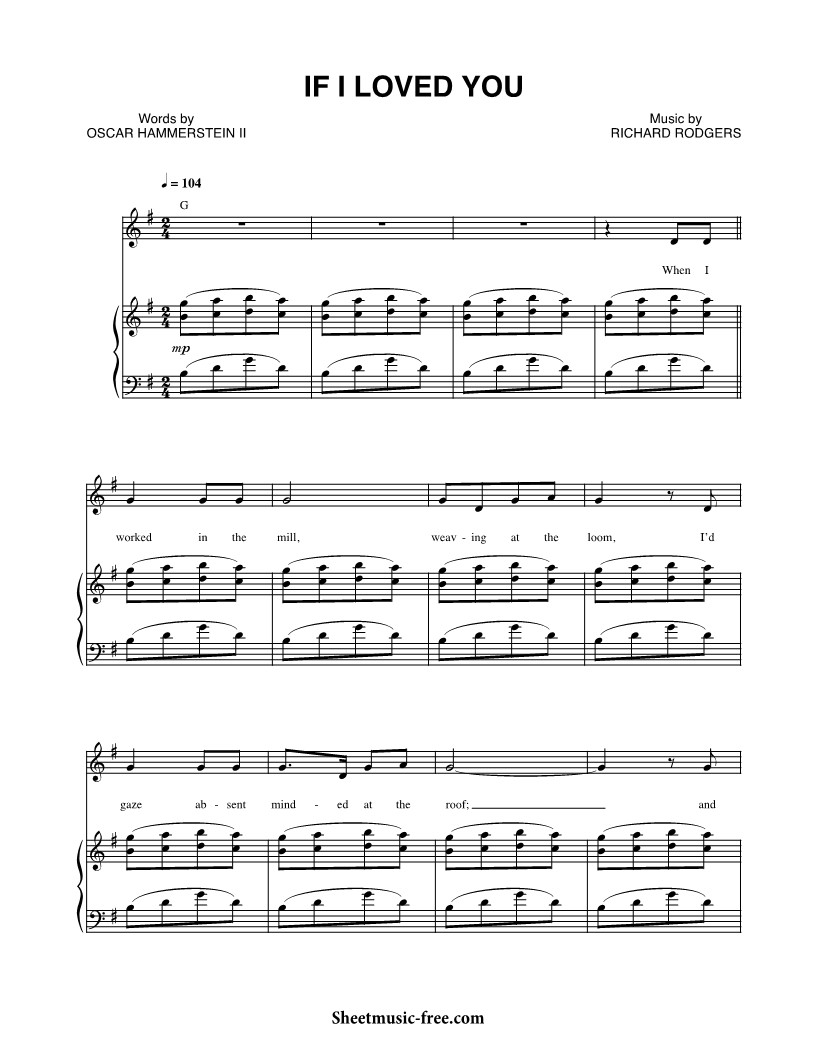 IF I LOVED YOU
Words by
OSCAR HAMMERSTEIN II
Music by
RICHARD RODGERS
♩ = 104
G
When I
mp
worked in the mill, weav - ing at the loom, I'd
gaze ab - sent mind - ed at the roof; and
Sheetmusic-free.com